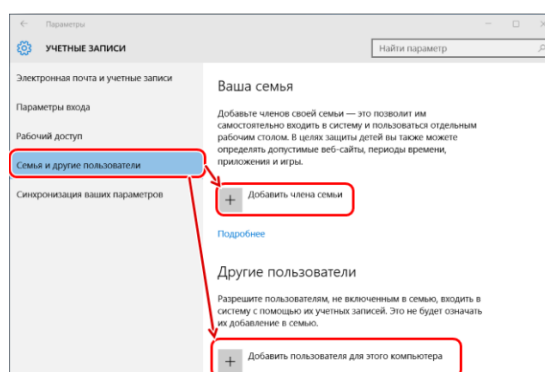 Параметры
УЧЕТНЫЕ ЗАПИСИ
Найти параметр
Электронная почта и учетные записи
Параметры входа
Рабочий доступ
Семья и другие пользователи
Синхронизация ваших параметров
Ваша семья
Добавьте членов своей семьи — это позволит им
самостоятельно входить в систему и пользоваться отдельным
рабочим столом. В целях защиты детей вы также можете
определять допустимые веб-сайты, периоды времени,
приложения и игры.
Добавить члена семьи
Подробнее
Другие пользователи
Разрешите пользователям, не включенным в семью, входить в
систему с помощью их учетных записей. Это не будет означать
их добавление в семью.
Добавить пользователя для этого компьютера